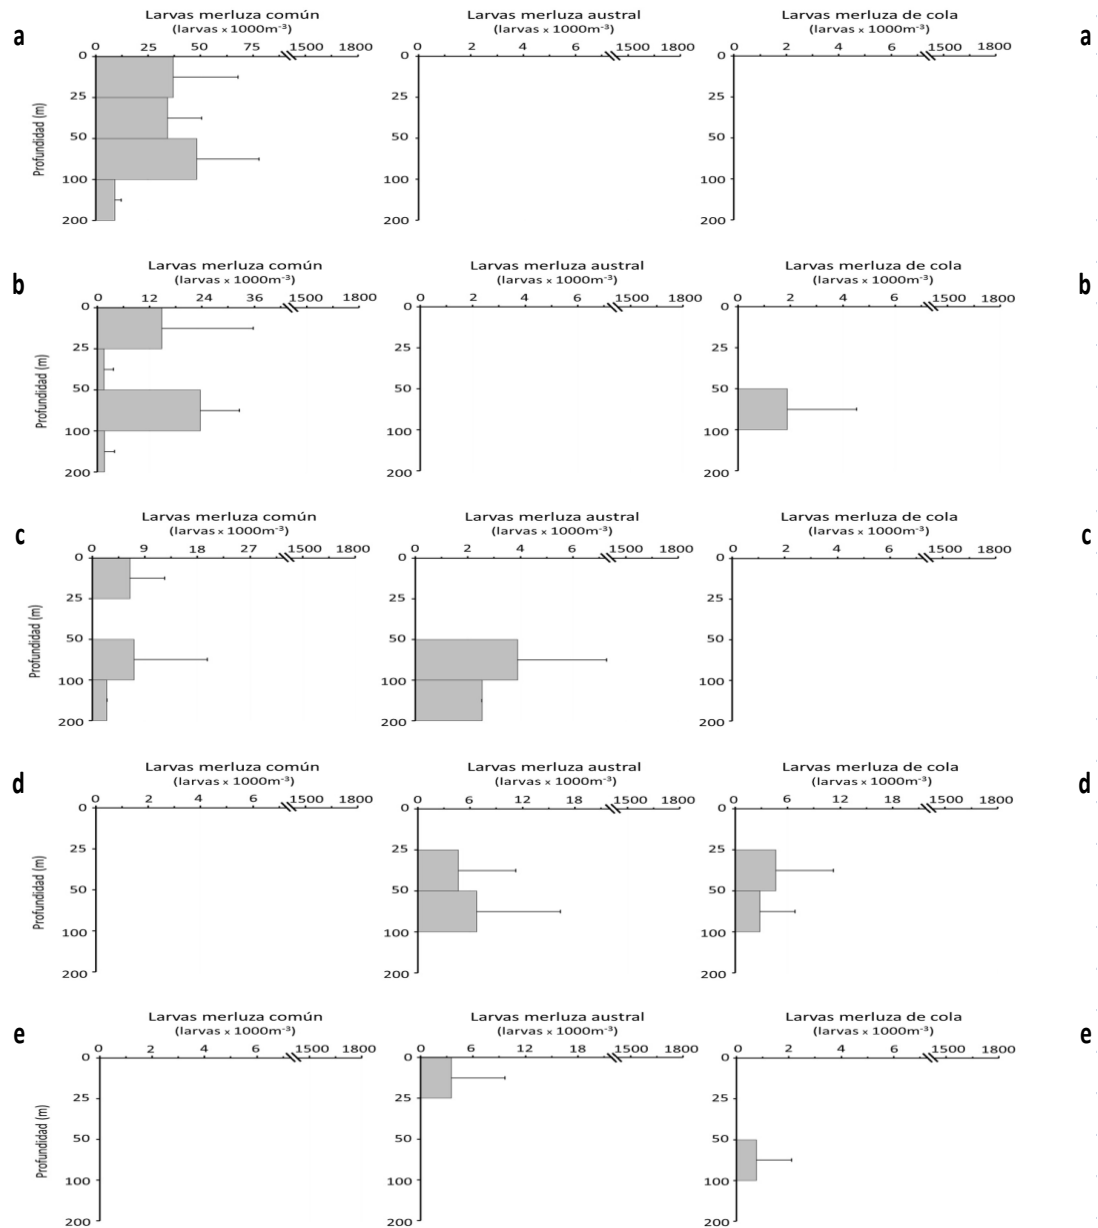 Larvas merluza común Larvas merluza austral Larvas merluza de cola
(larvas x 1000m⁻³) (larvas x 1000m⁻³) (larvas x 1000m⁻³)
a 0 25 50 75 1500 1800 0 2 4 6 1500 1800 0 2 4 6 1500 1800 a
0 0 0
25 25 25
Profundidad (m)
50 50 50
100 100 100
200 200 200
Larvas merluza común Larvas merluza austral Larvas merluza de cola
(larvas x 1000m⁻³) (larvas x 1000m⁻³) (larvas x 1000m⁻³)
b 0 12 24 36 1500 1800 0 2 4 6 1500 1800 0 2 4 6 1500 1800 b
0 0 0
25 25 25
Profundidad (m)
50 50 50
100 100 100
200 200 200
Larvas merluza común Larvas merluza austral Larvas merluza de cola
(larvas x 1000m⁻³) (larvas x 1000m⁻³) (larvas x 1000m⁻³)
c 0 9 18 27 1500 1800 0 2 4 6 1500 1800 0 2 4 6 1500 1800 c
0 0 0
25 25 25
Profundidad (m)
50 50 50
100 100 100
200 200 200
Larvas merluza común Larvas merluza austral Larvas merluza de cola
(larvas x 1000m⁻³) (larvas x 1000m⁻³) (larvas x 1000m⁻³)
d 0 2 4 6 1500 1800 0 6 12 18 1500 1800 0 6 12 18 1500 1800 d
0 0 0
25 25 25
Profundidad (m)
50 50 50
100 100 100
200 200 200
Larvas merluza común Larvas merluza austral Larvas merluza de cola
(larvas x 1000m⁻³) (larvas x 1000m⁻³) (larvas x 1000m⁻³)
e 0 2 4 6 1500 1800 0 6 12 18 1500 1800 0 2 4 6 1500 1800 e
0 0 0
25 25 25
Profundidad (m)
50 50 50
100 100 100
200 200 200